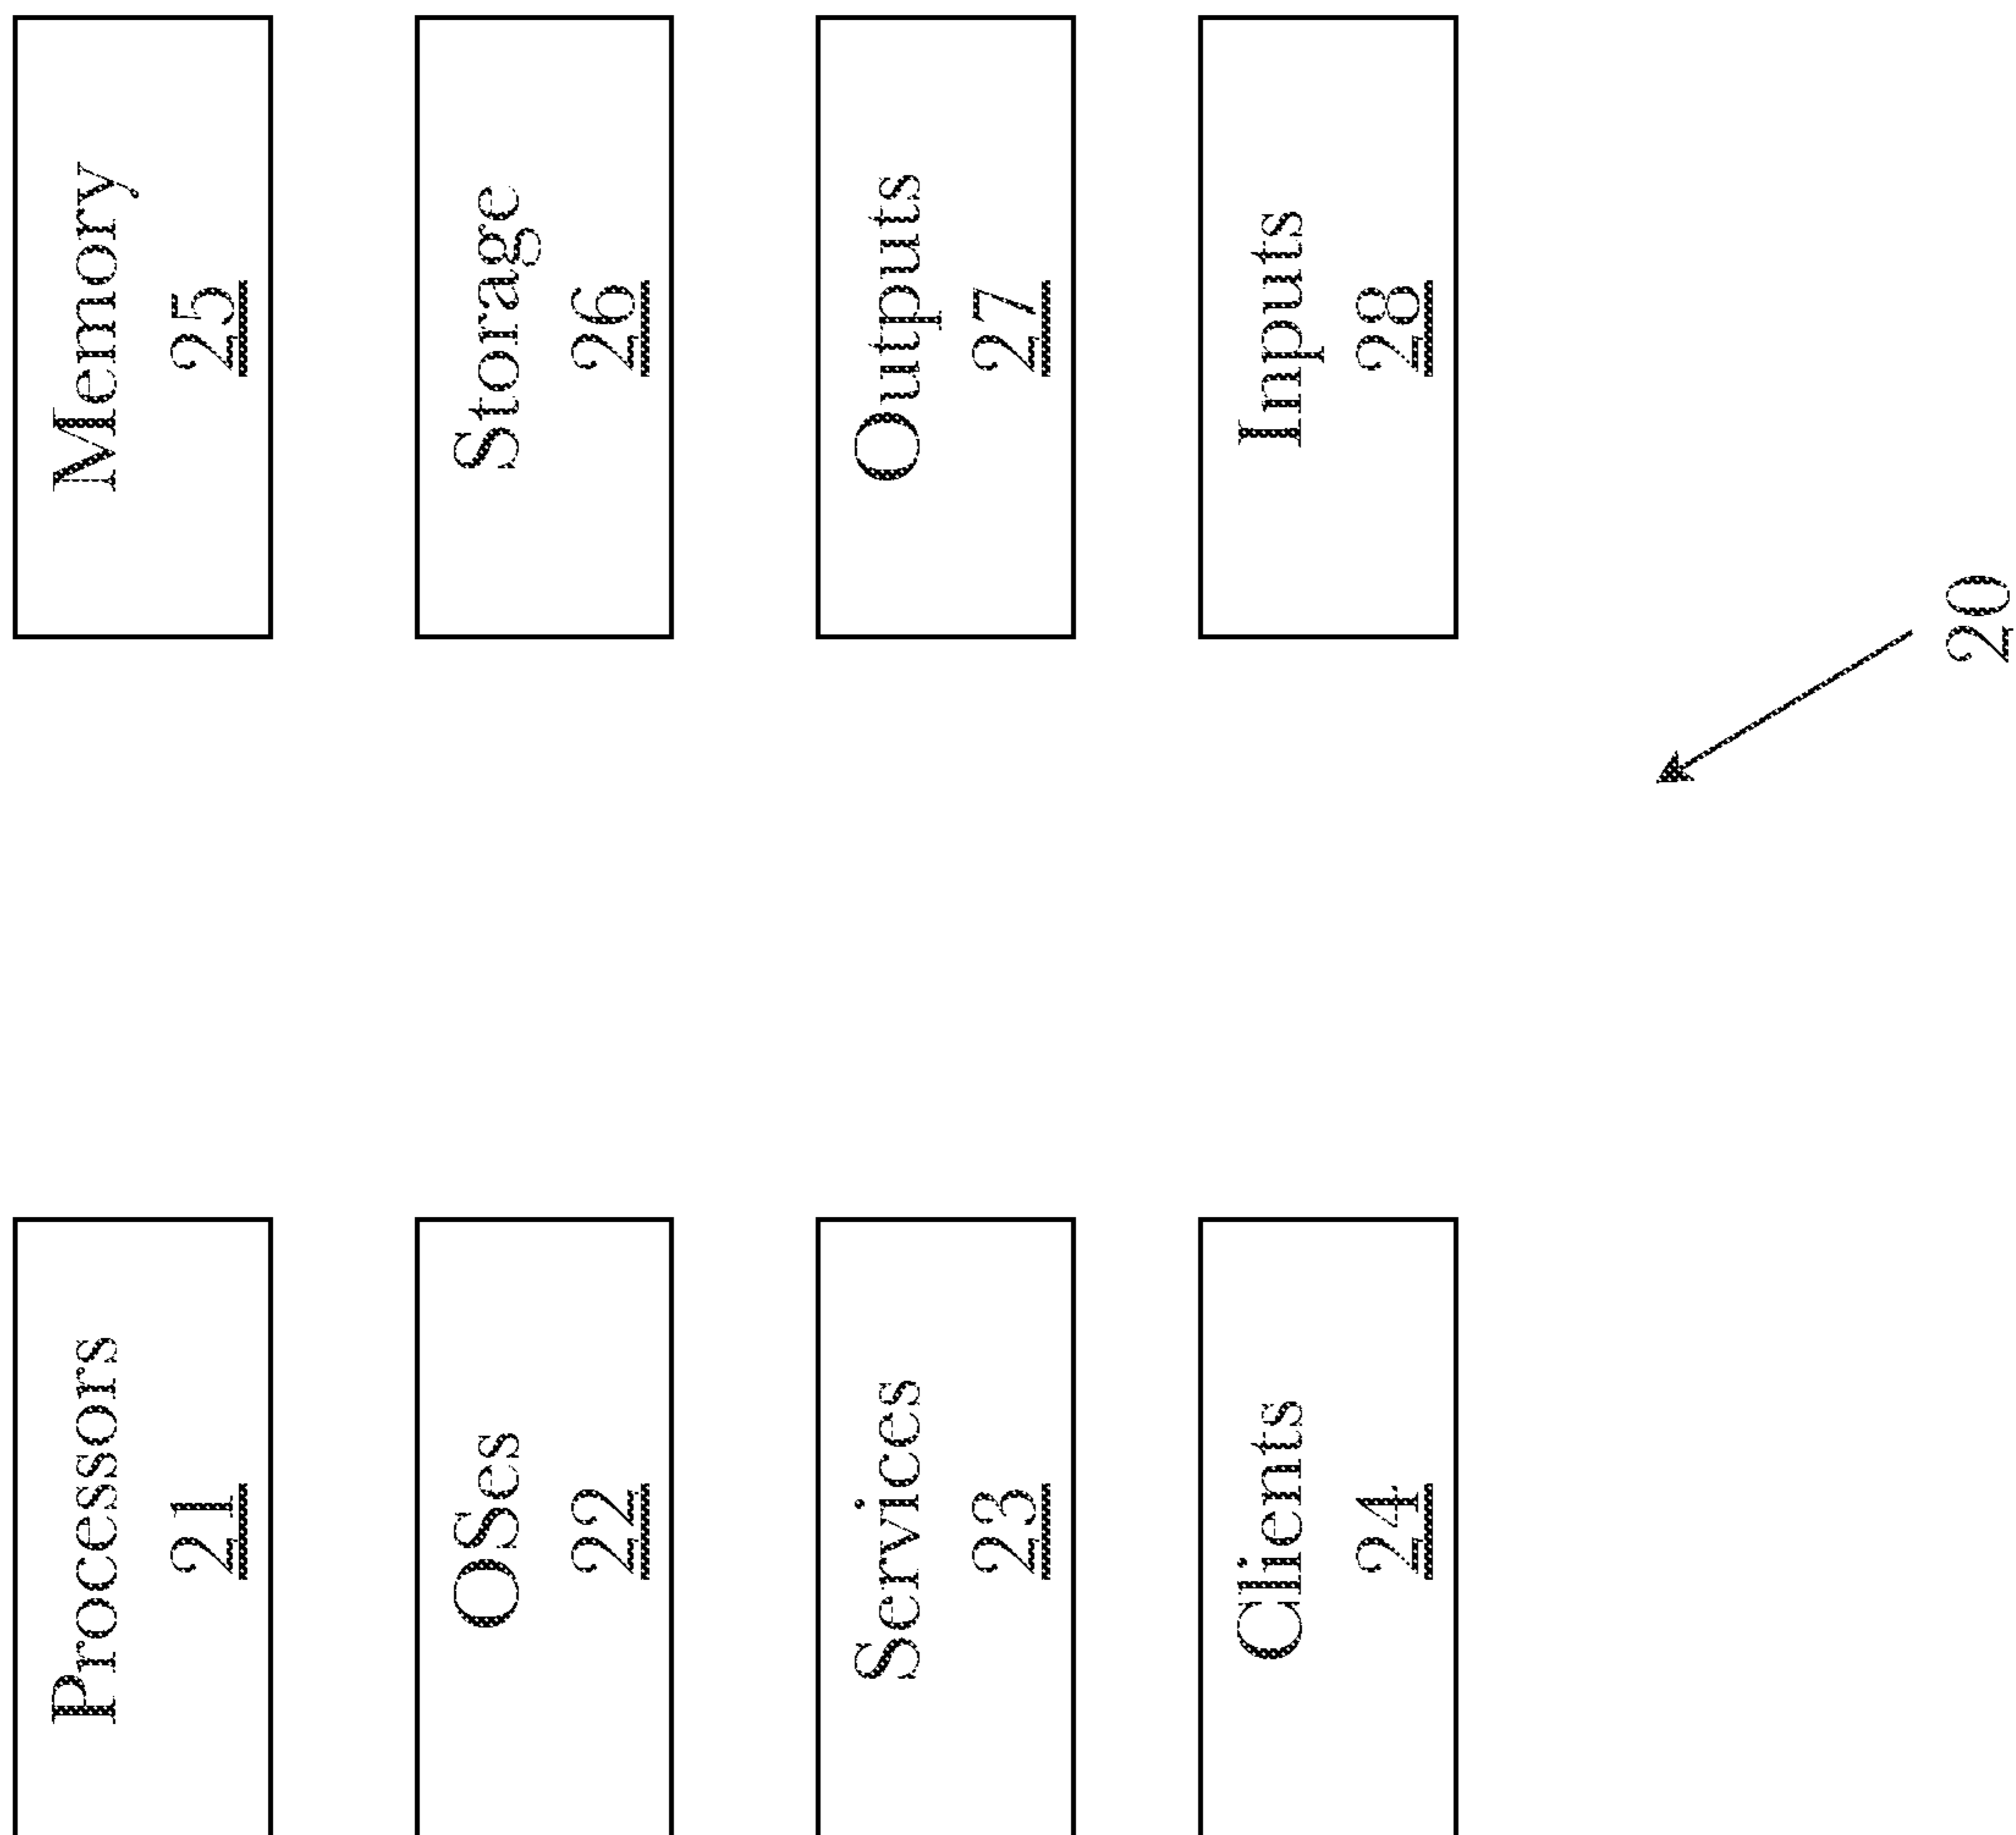 Processors
21
OSes
22
Services
23
Clients
24
Memory
25
Storage
26
Outputs
27
Inputs
28
20